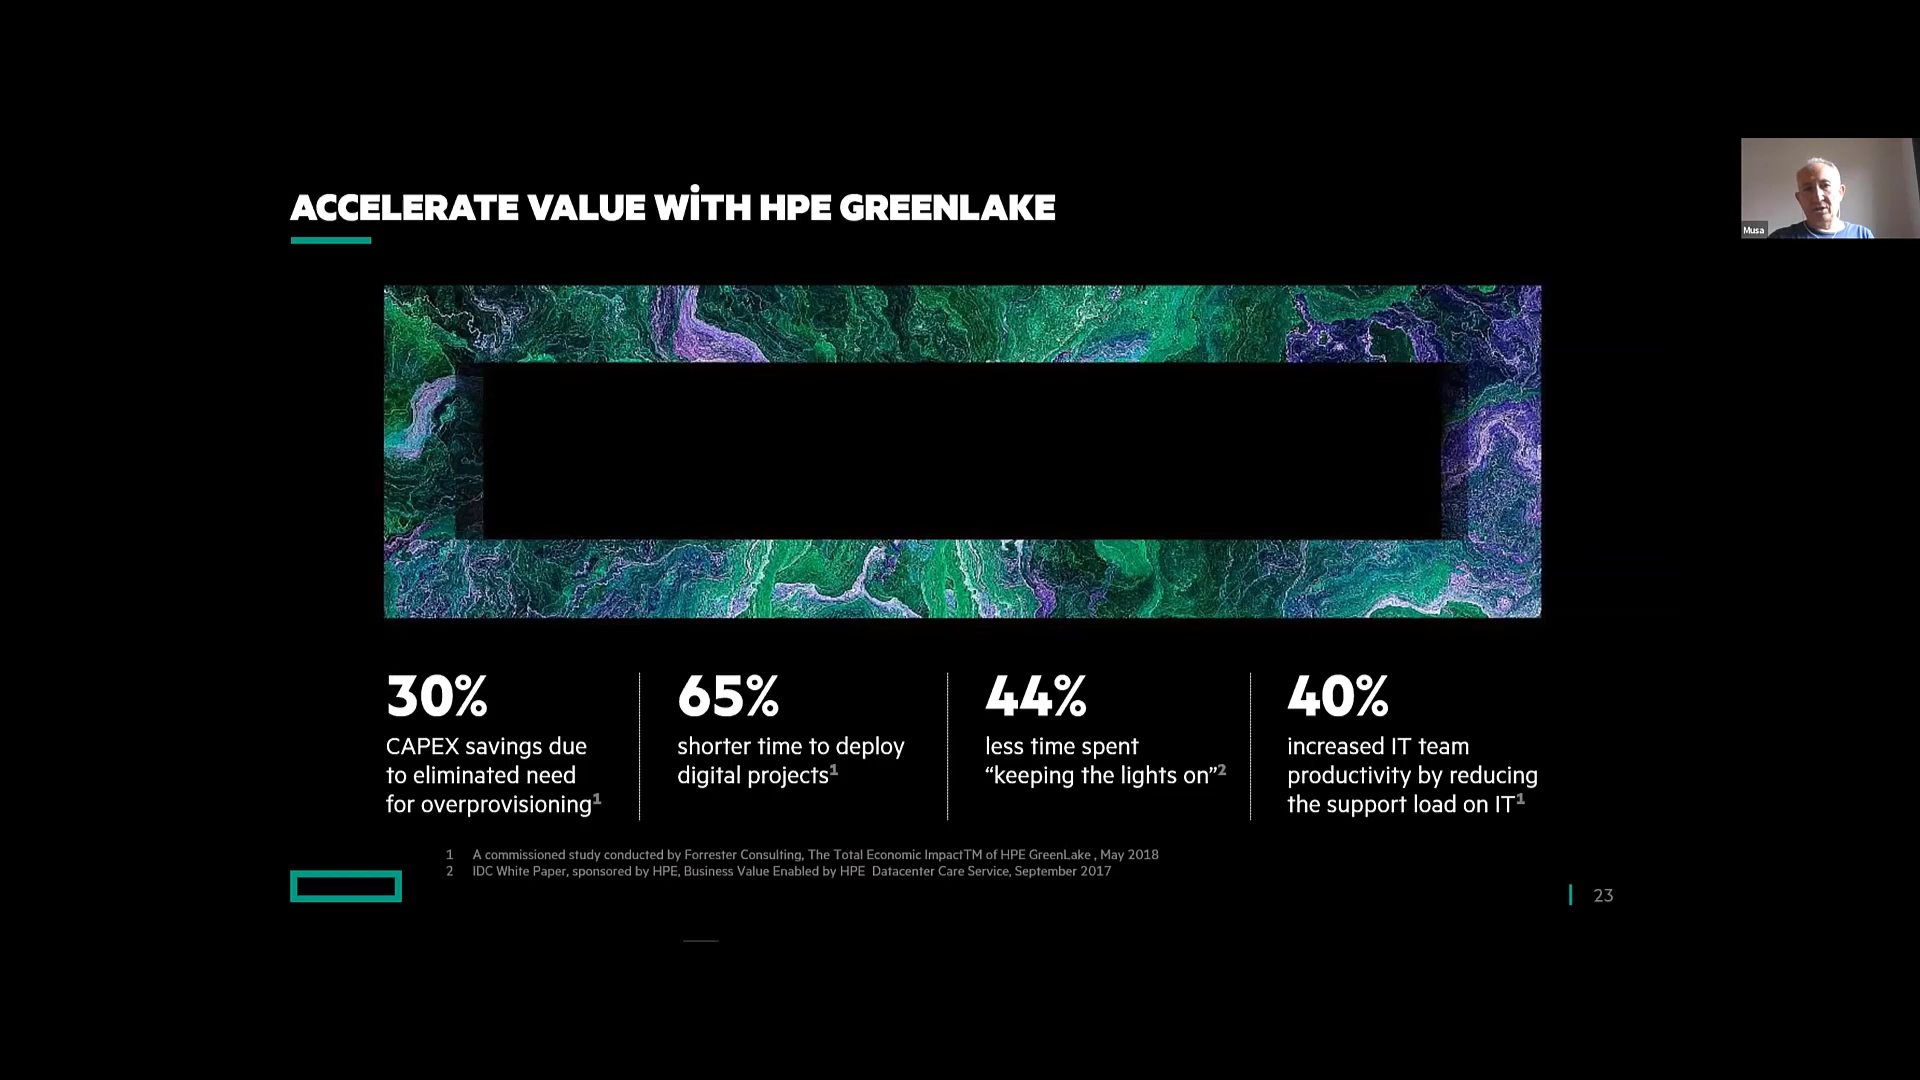 ACCELERATE VALUE WİTH HPE GREENLAKE
Musa
30%
CAPEX savings due
to eliminated need
for overprovisioning1
65%
shorter time to deploy
digital projects1
44%
less time spent
“keeping the lights on”2
40%
increased IT team
productivity by reducing
the support load on IT1
1 A commissioned study conducted by Forrester Consulting, The Total Economic ImpactTM of HPE GreenLake , May 2018
2 IDC White Paper, sponsored by HPE, Business Value Enabled by HPE Datacenter Care Service, September 2017
23